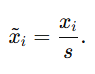 x̃ᵢ = xᵢ / s.